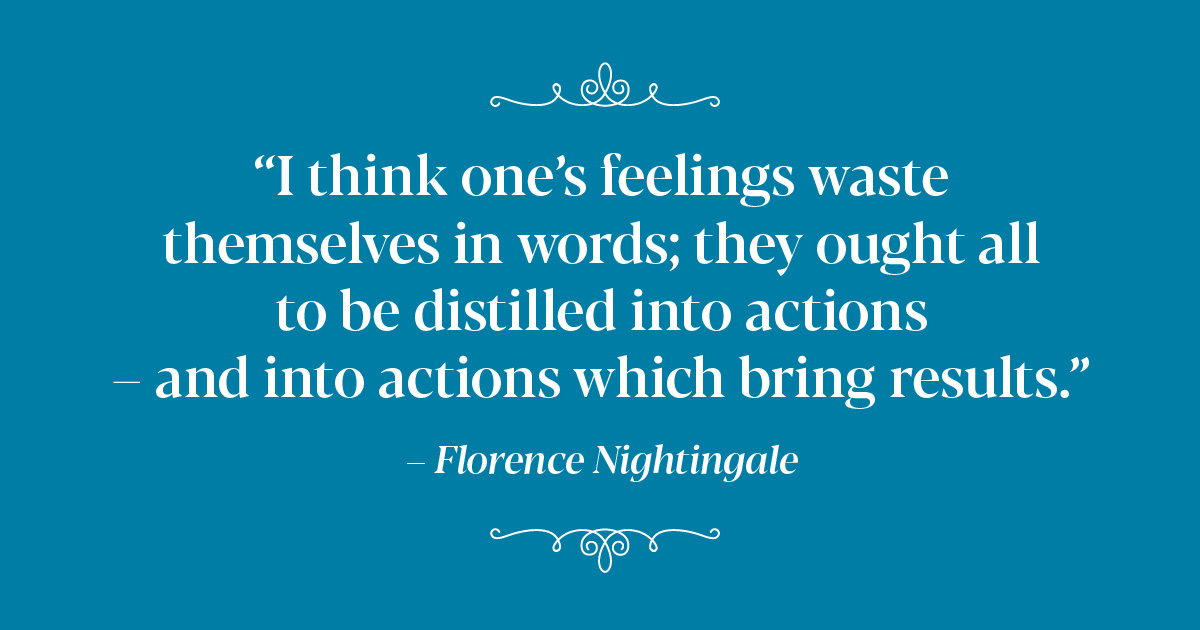 “I think one’s feelings waste
themselves in words; they ought all
to be distilled into actions
– and into actions which bring results.”
– Florence Nightingale